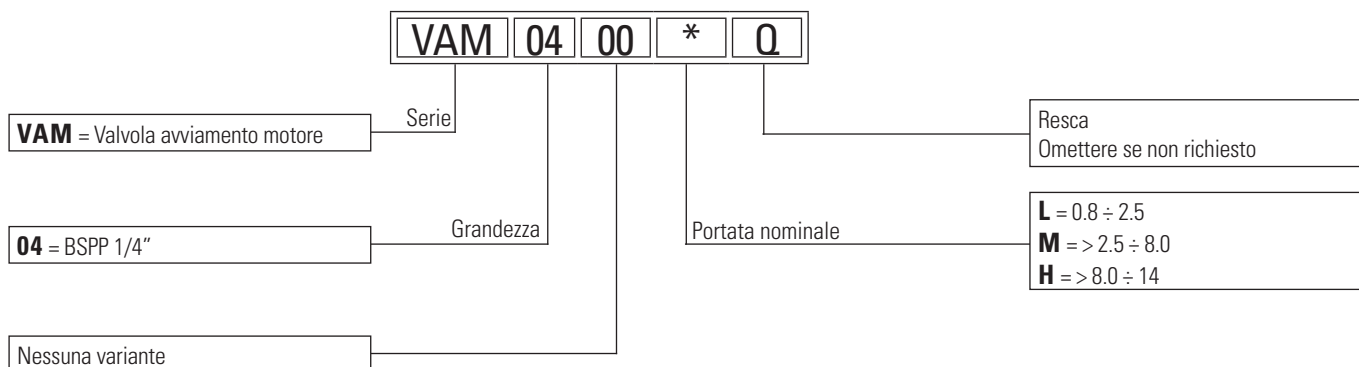 VAM 04 00 * Q
Serie
VAM = Valvola avviamento motore
Resca
Omettere se non richiesto
Grandezza
04 = BSPP 1/4”
Portata nominale
L = 0.8 ÷ 2.5
M = > 2.5 ÷ 8.0
H = > 8.0 ÷ 14
Nessuna variante